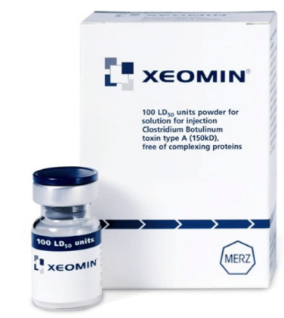 XEOMIN®
100 LD₅₀ units powder for
solution for injection
Clostridium Botulinum
toxin type A (150kD),
free of complexing proteins
MERZ
100 LD₅₀ units
XEOMIN